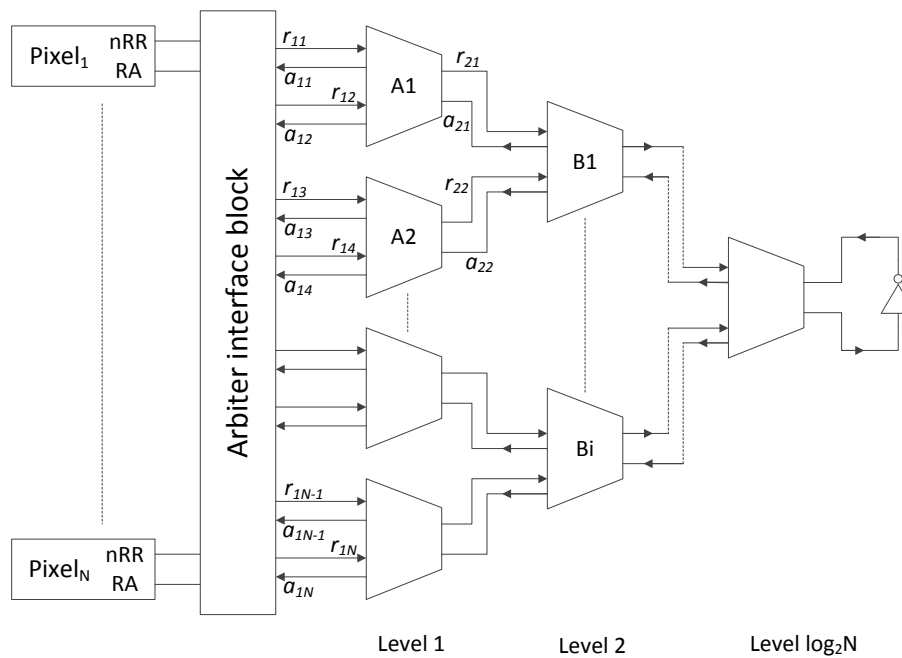 Pixel₁
nRR
RA
Arbiter interface block
r₁₁
a₁₁
r₁₂
a₁₂
A1
r₂₁
a₂₁
B1
r₁₃
a₁₃
r₁₄
a₁₄
A2
r₂₂
a₂₂
Bi
r₁N-1
a₁N-1
r₁N
a₁N
Pixel_N
nRR
RA
Level 1
Level 2
Level log₂N